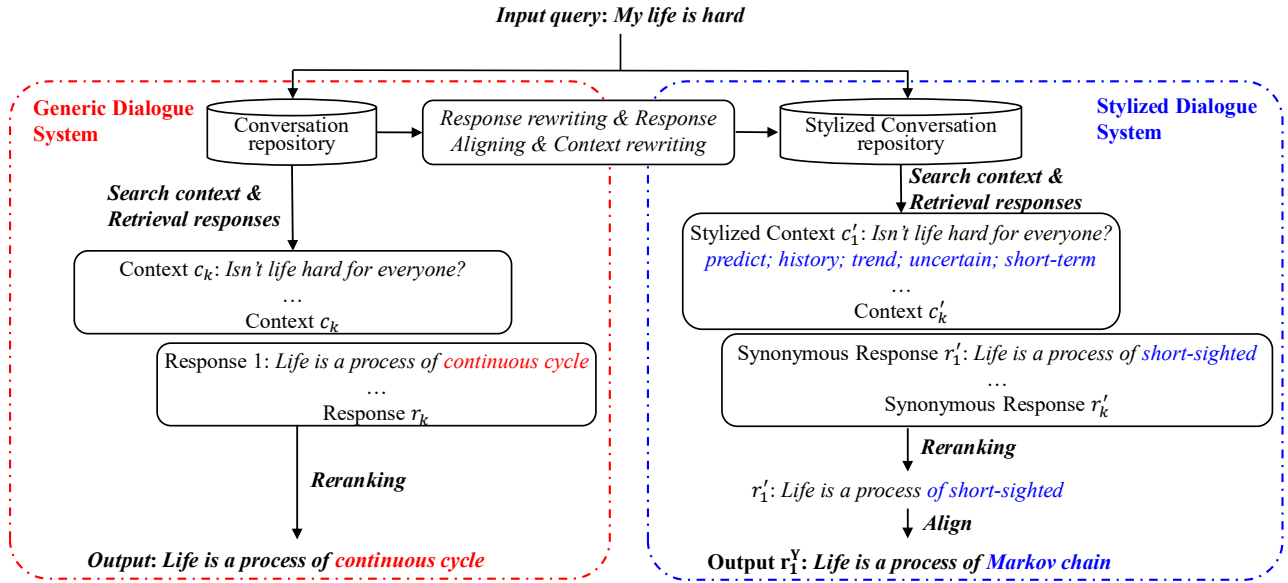 Input query: My life is hard
Generic Dialogue
System
Conversation
repository
Response rewriting & Response
Aligning & Context rewriting
Stylized Conversation
repository
Stylized Dialogue
System
Search context &
Retrieval responses
Context c_k: Isn't life hard for everyone?
…
Context c_k
Response 1: Life is a process of continuous cycle
…
Response r_k
Reranking
Output: Life is a process of continuous cycle
Search context &
Retrieval responses
Stylized Context c′_1: Isn't life hard for everyone?
predict; history; trend; uncertain; short-term
…
Context c′_k
Synonymous Response r′_1: Life is a process of short-sighted
…
Synonymous Response r′_k
Reranking
r′_1: Life is a process of short-sighted
Align
Output r_1^Y: Life is a process of Markov chain